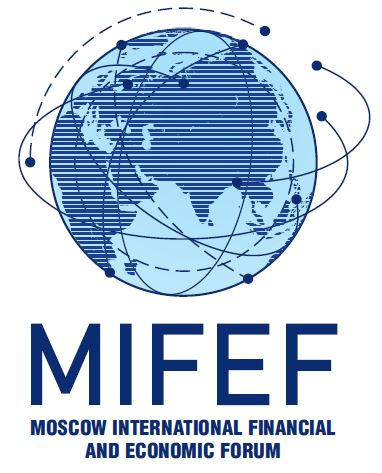 MIFEF
MOSCOW INTERNATIONAL FINANCIAL
AND ECONOMIC FORUM